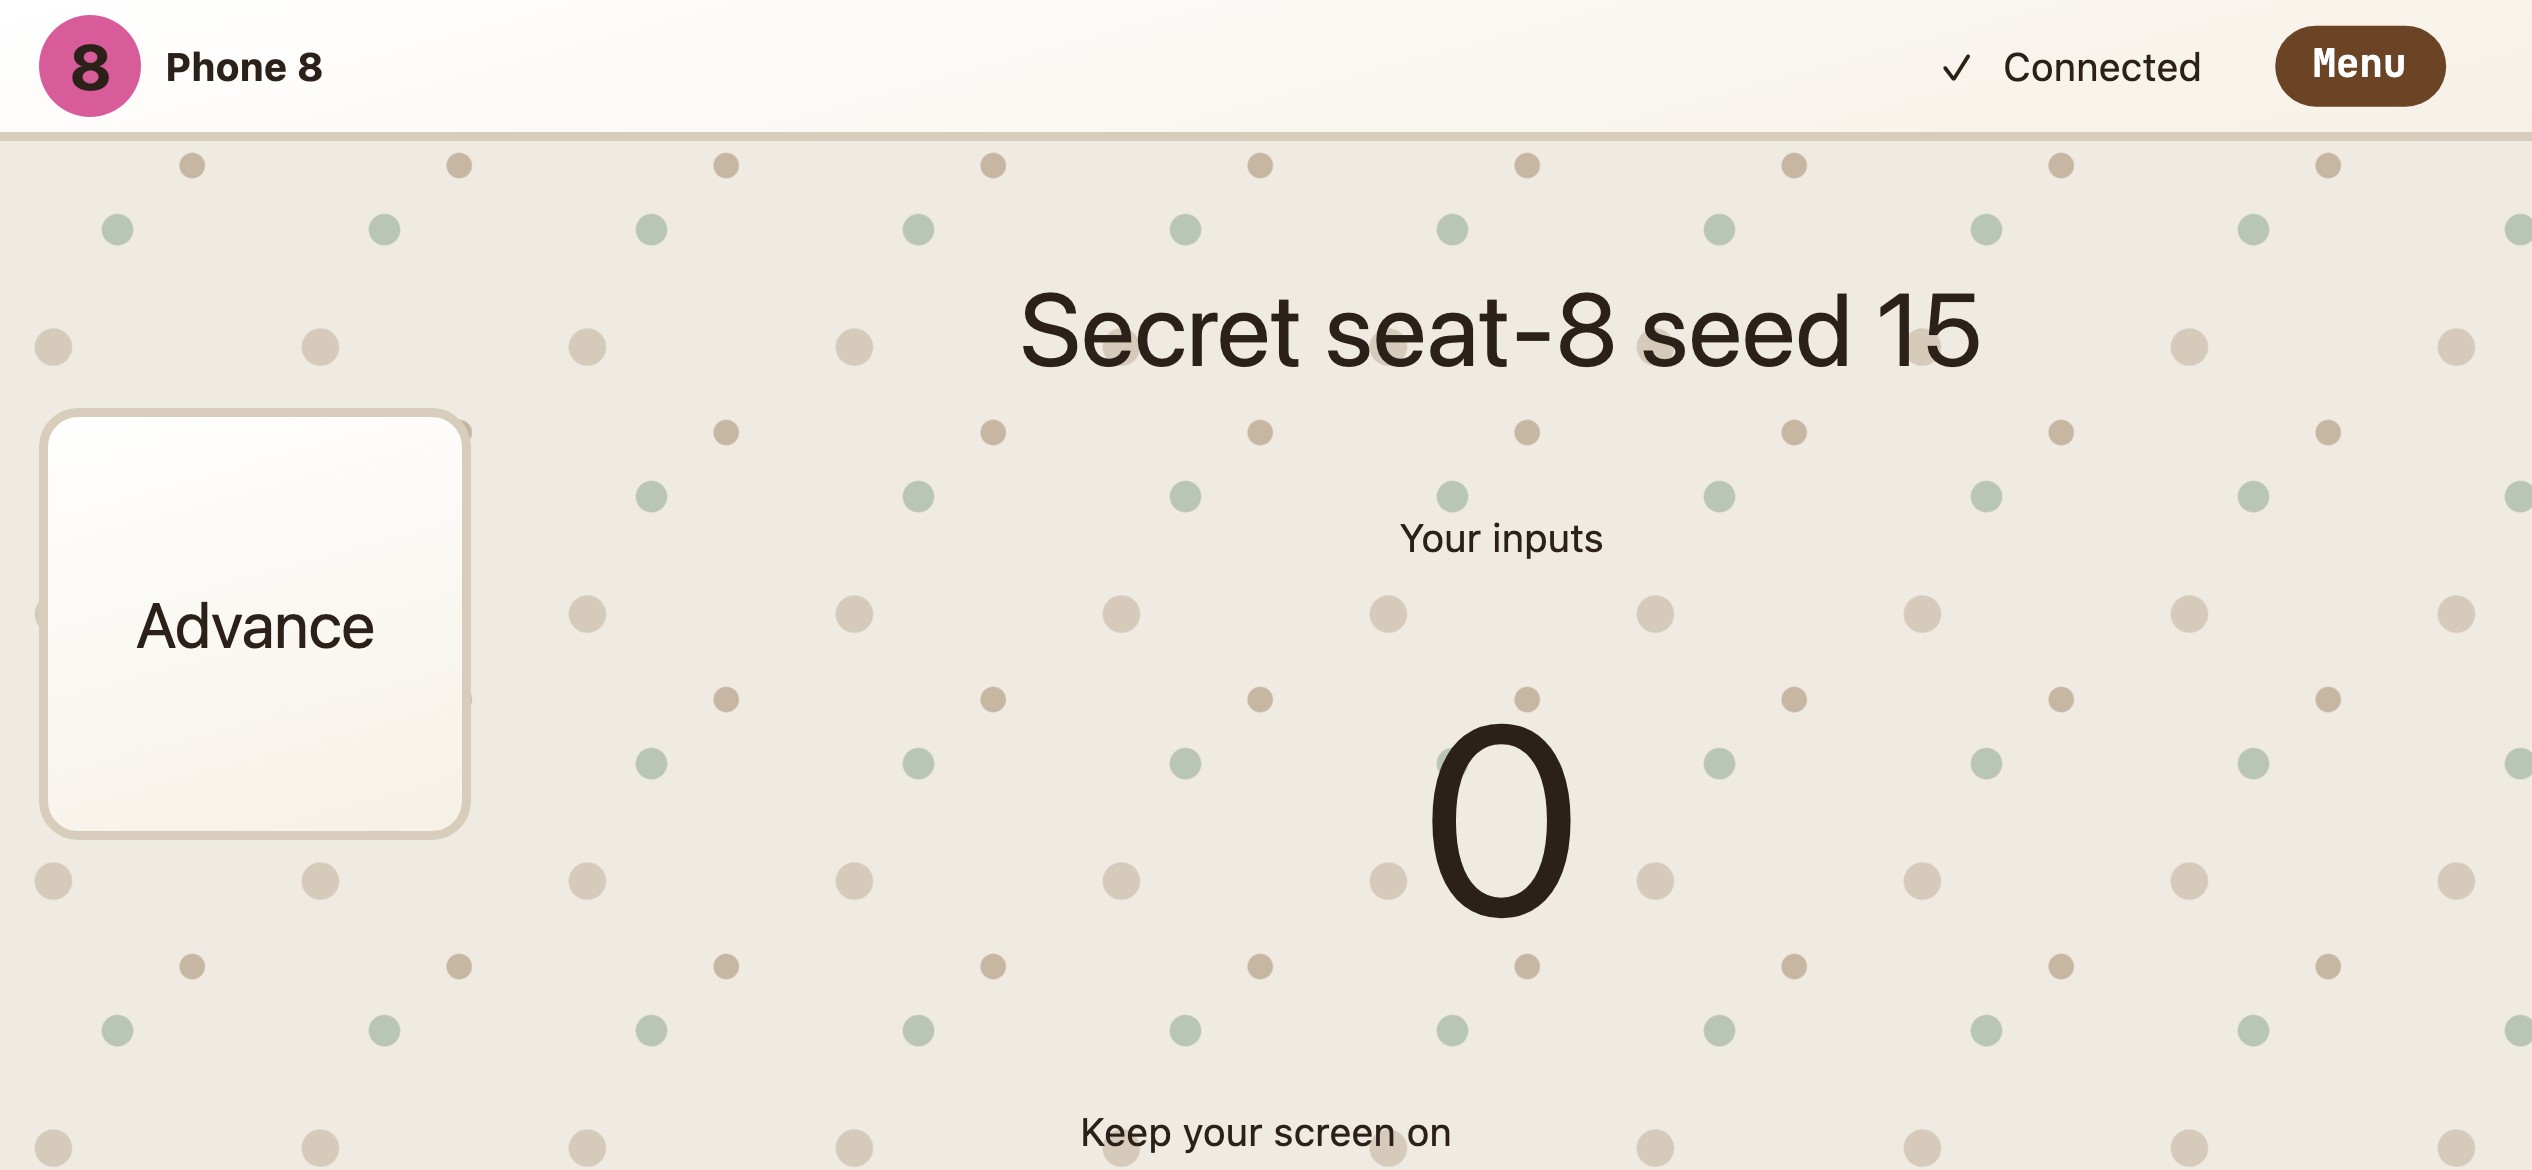 8 Phone 8
✓ Connected
Menu
Secret seat-8 seed 15
Advance
Your inputs
0
Keep your screen on